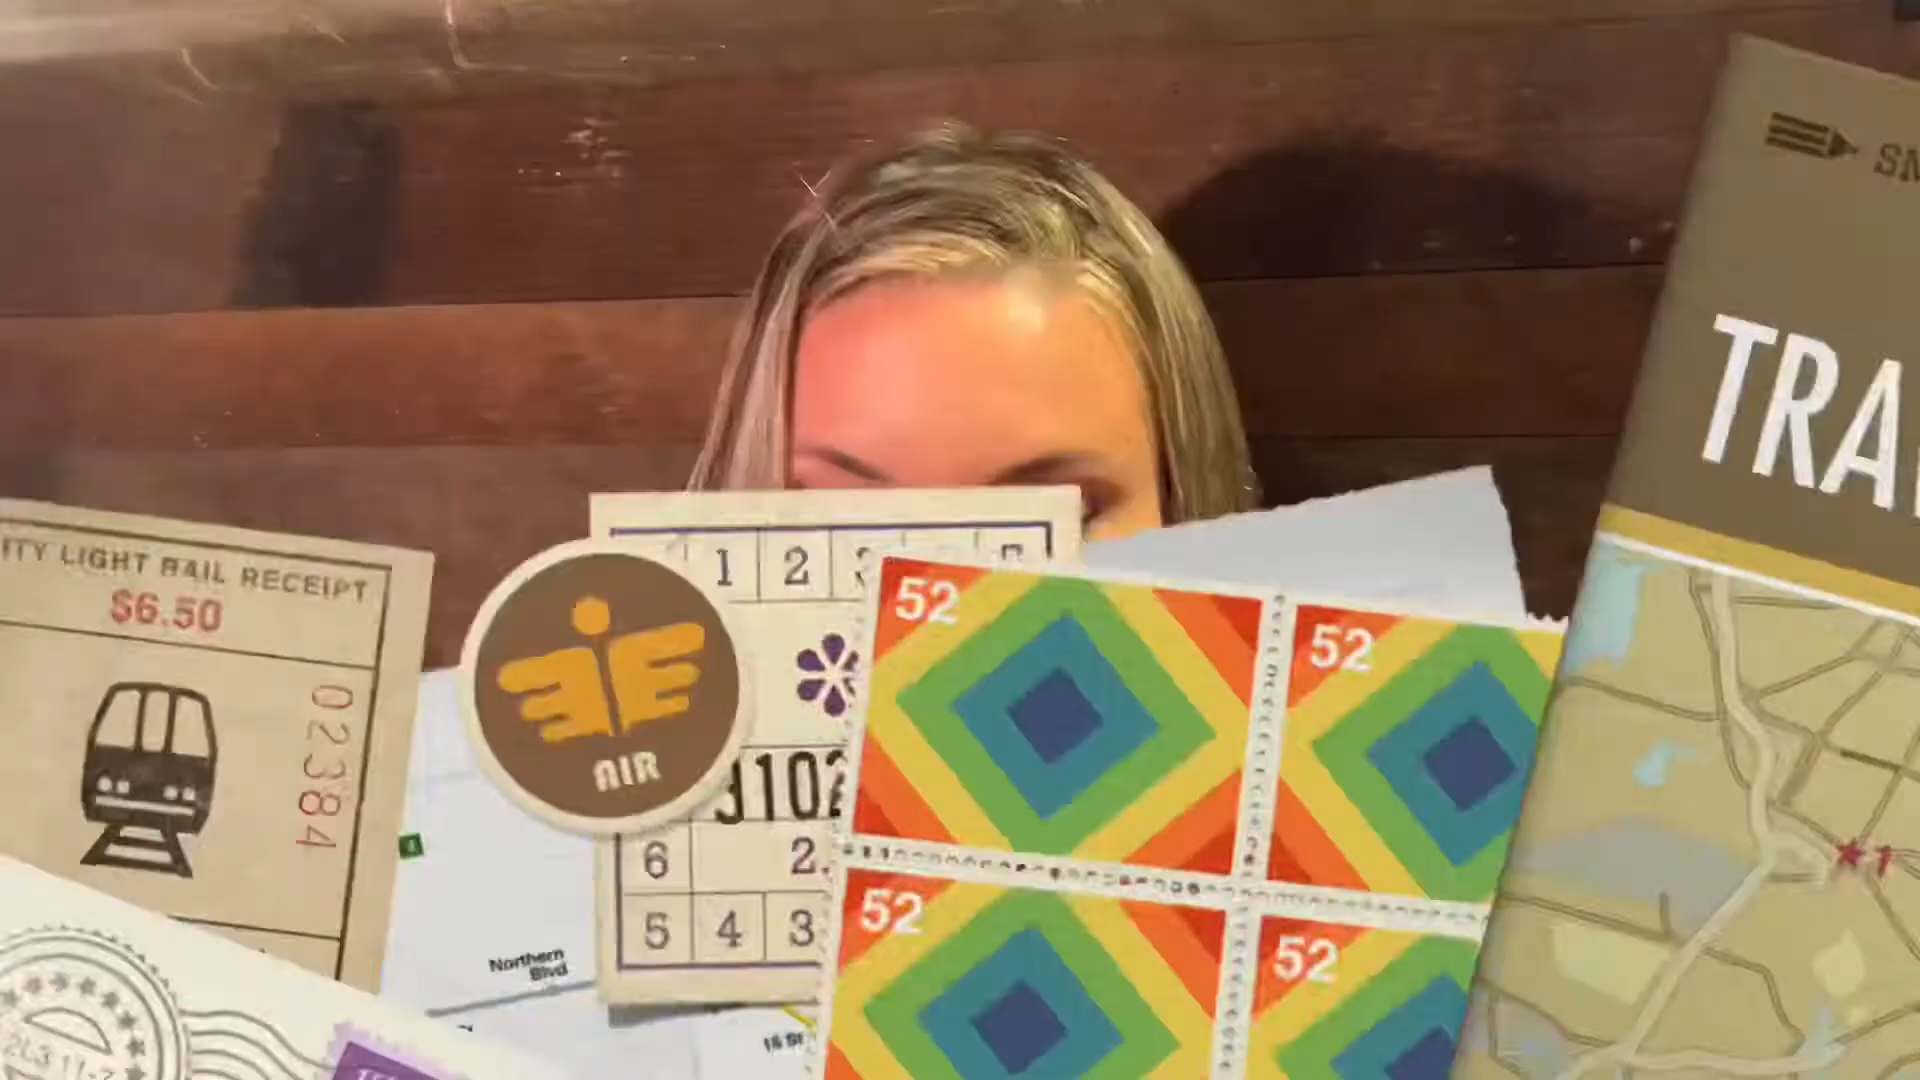 ITY LIGHT RAIL RECEIPT
$6.50
02384
AIR
1 2
6 2
5 4 3
52
52
52
52
TRA
1
Northern
Blvd